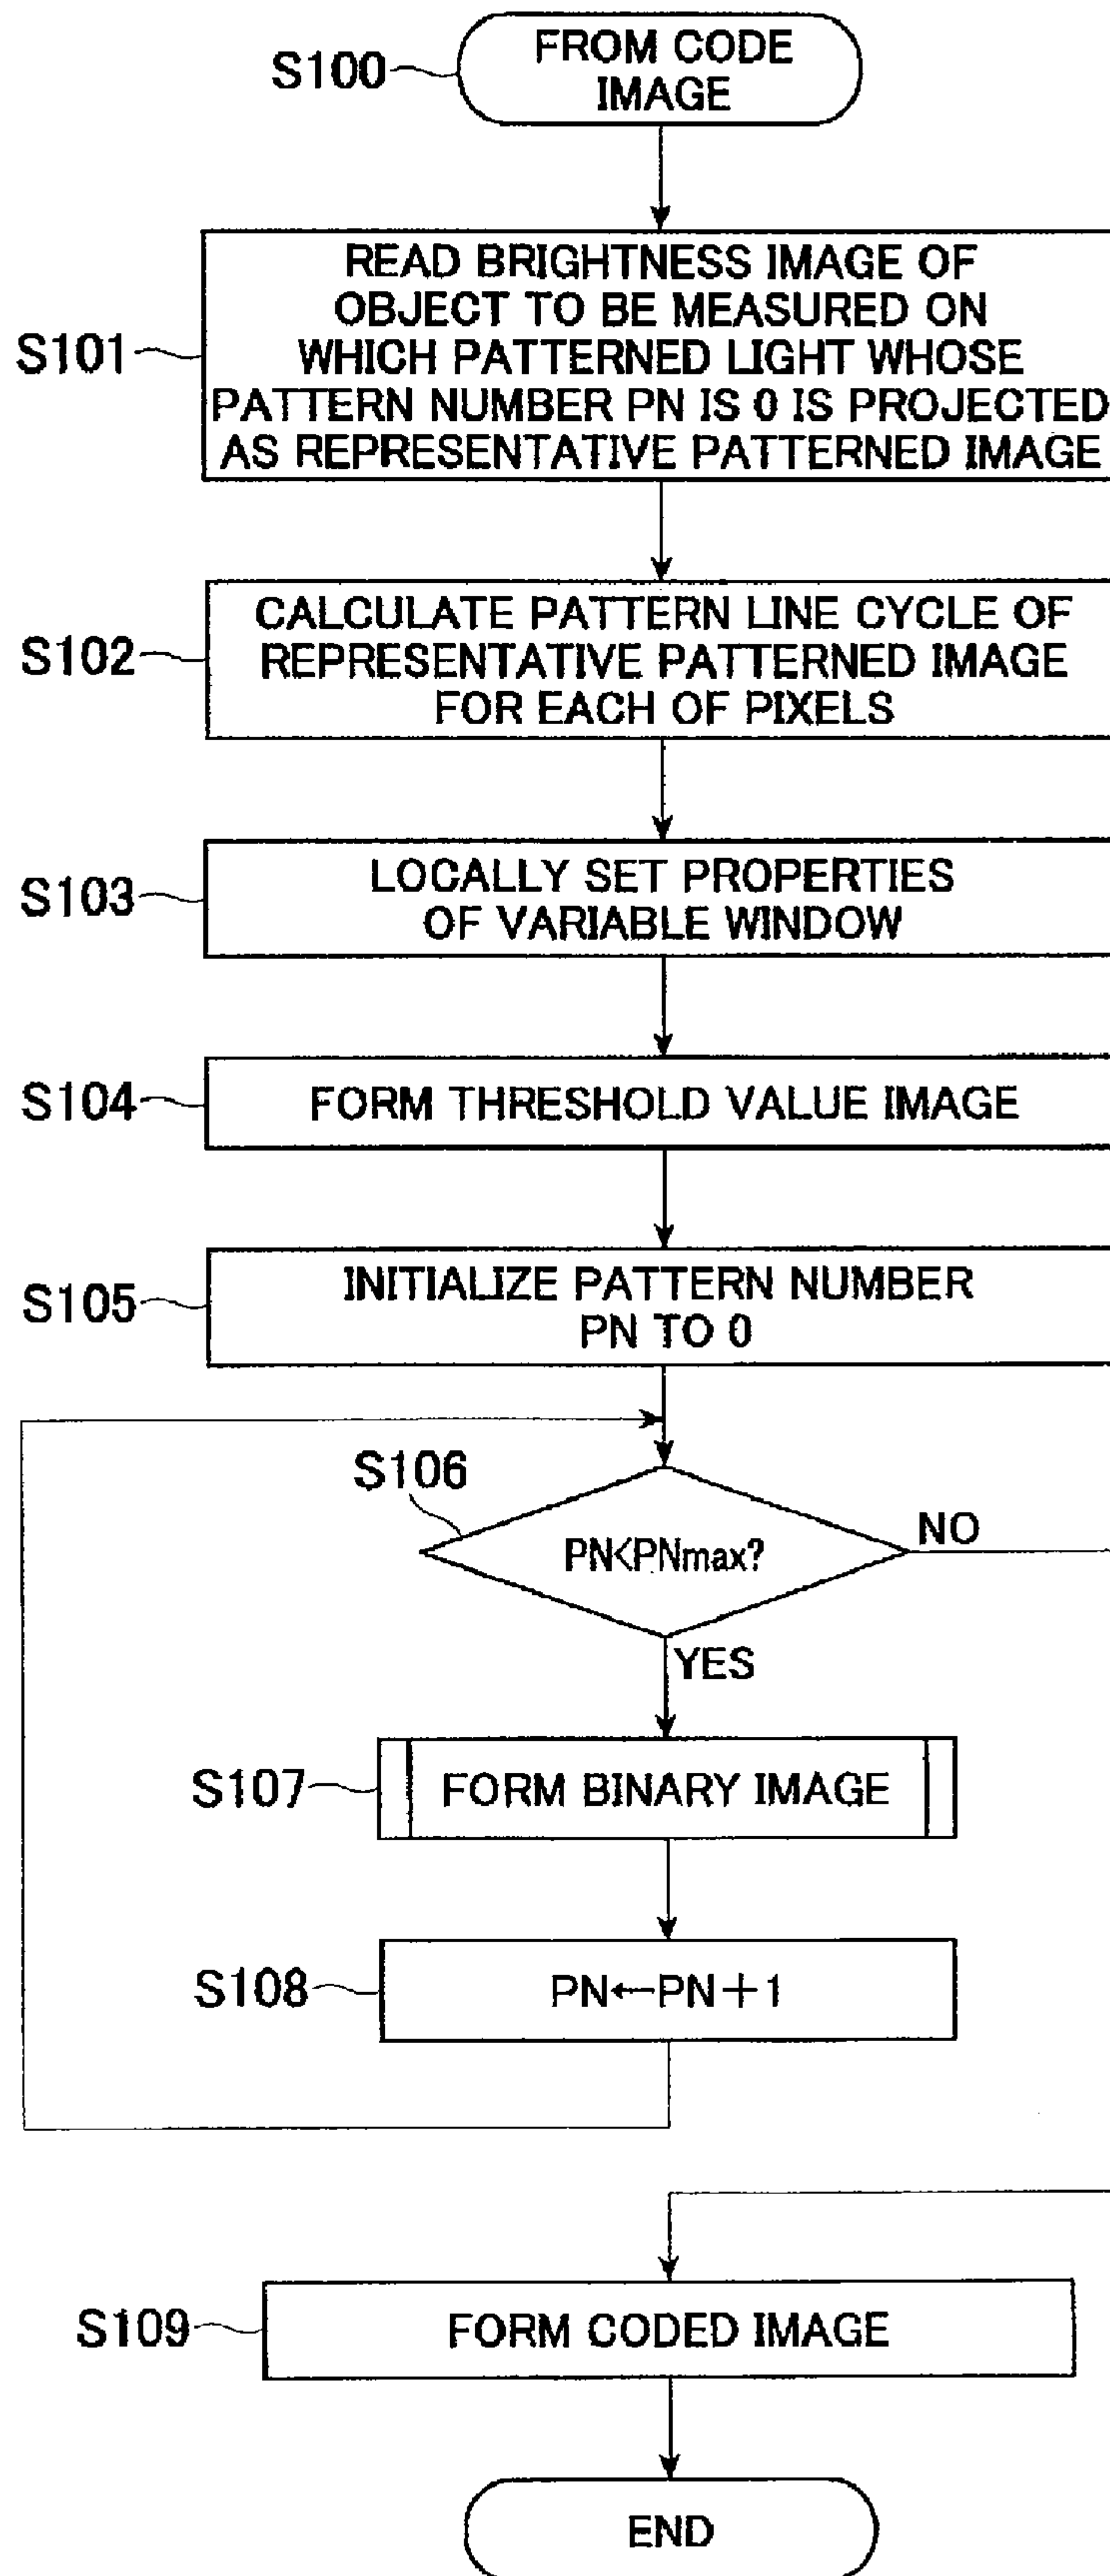 S100
FROM CODE
IMAGE
S101
READ BRIGHTNESS IMAGE OF
OBJECT TO BE MEASURED ON
WHICH PATTERNED LIGHT WHOSE
PATTERN NUMBER PN IS 0 IS PROJECTED
AS REPRESENTATIVE PATTERNED IMAGE
S102
CALCULATE PATTERN LINE CYCLE OF
REPRESENTATIVE PATTERNED IMAGE
FOR EACH OF PIXELS
S103
LOCALLY SET PROPERTIES
OF VARIABLE WINDOW
S104
FORM THRESHOLD VALUE IMAGE
S105
INITIALIZE PATTERN NUMBER
PN TO 0
S106
PN<PNmax?
NO
YES
S107
FORM BINARY IMAGE
S108
PN←PN+1
S109
FORM CODED IMAGE
END